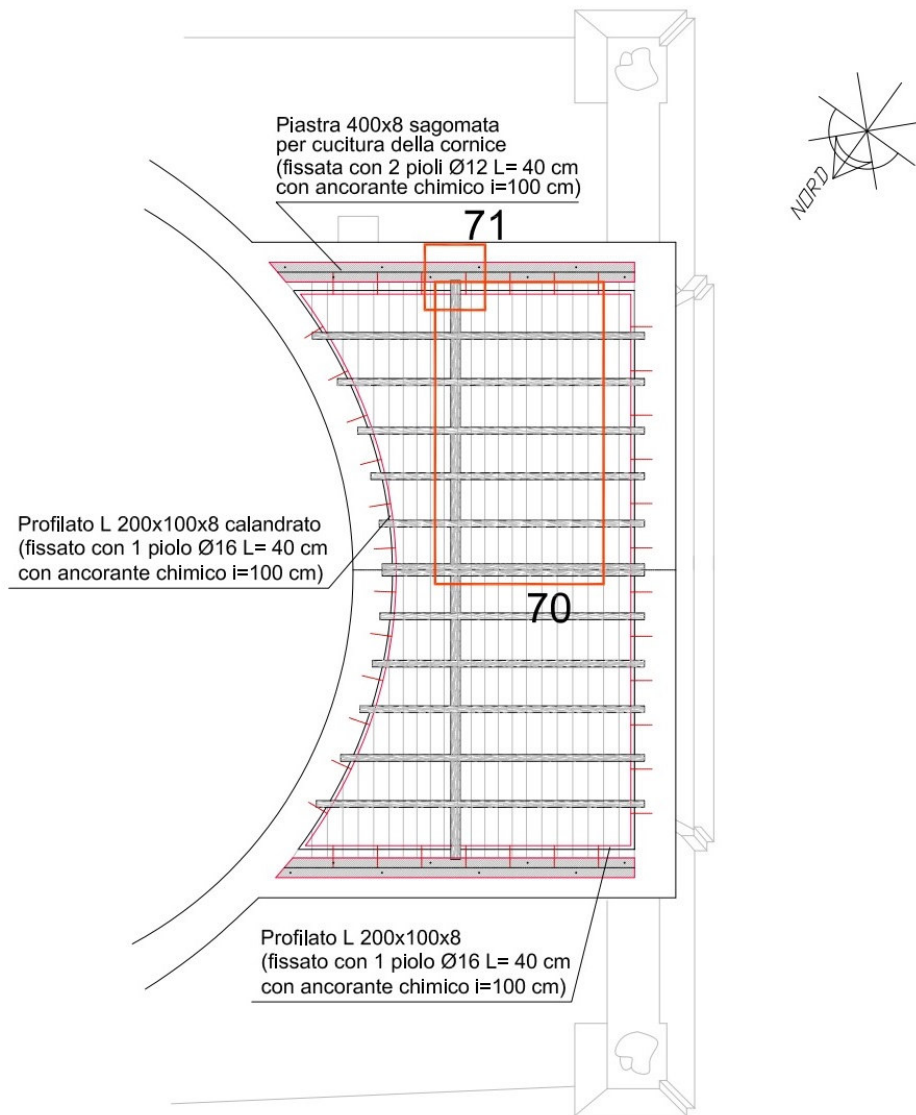 Piastra 400x8 sagomata
per cucitura della cornice
(fissata con 2 pioli Ø12 L= 40 cm
con ancorante chimico i=100 cm)
NORD
71
Profilato L 200x100x8 calandrato
(fissato con 1 piolo Ø16 L= 40 cm
con ancorante chimico i=100 cm)
70
Profilato L 200x100x8
(fissato con 1 piolo Ø16 L= 40 cm
con ancorante chimico i=100 cm)